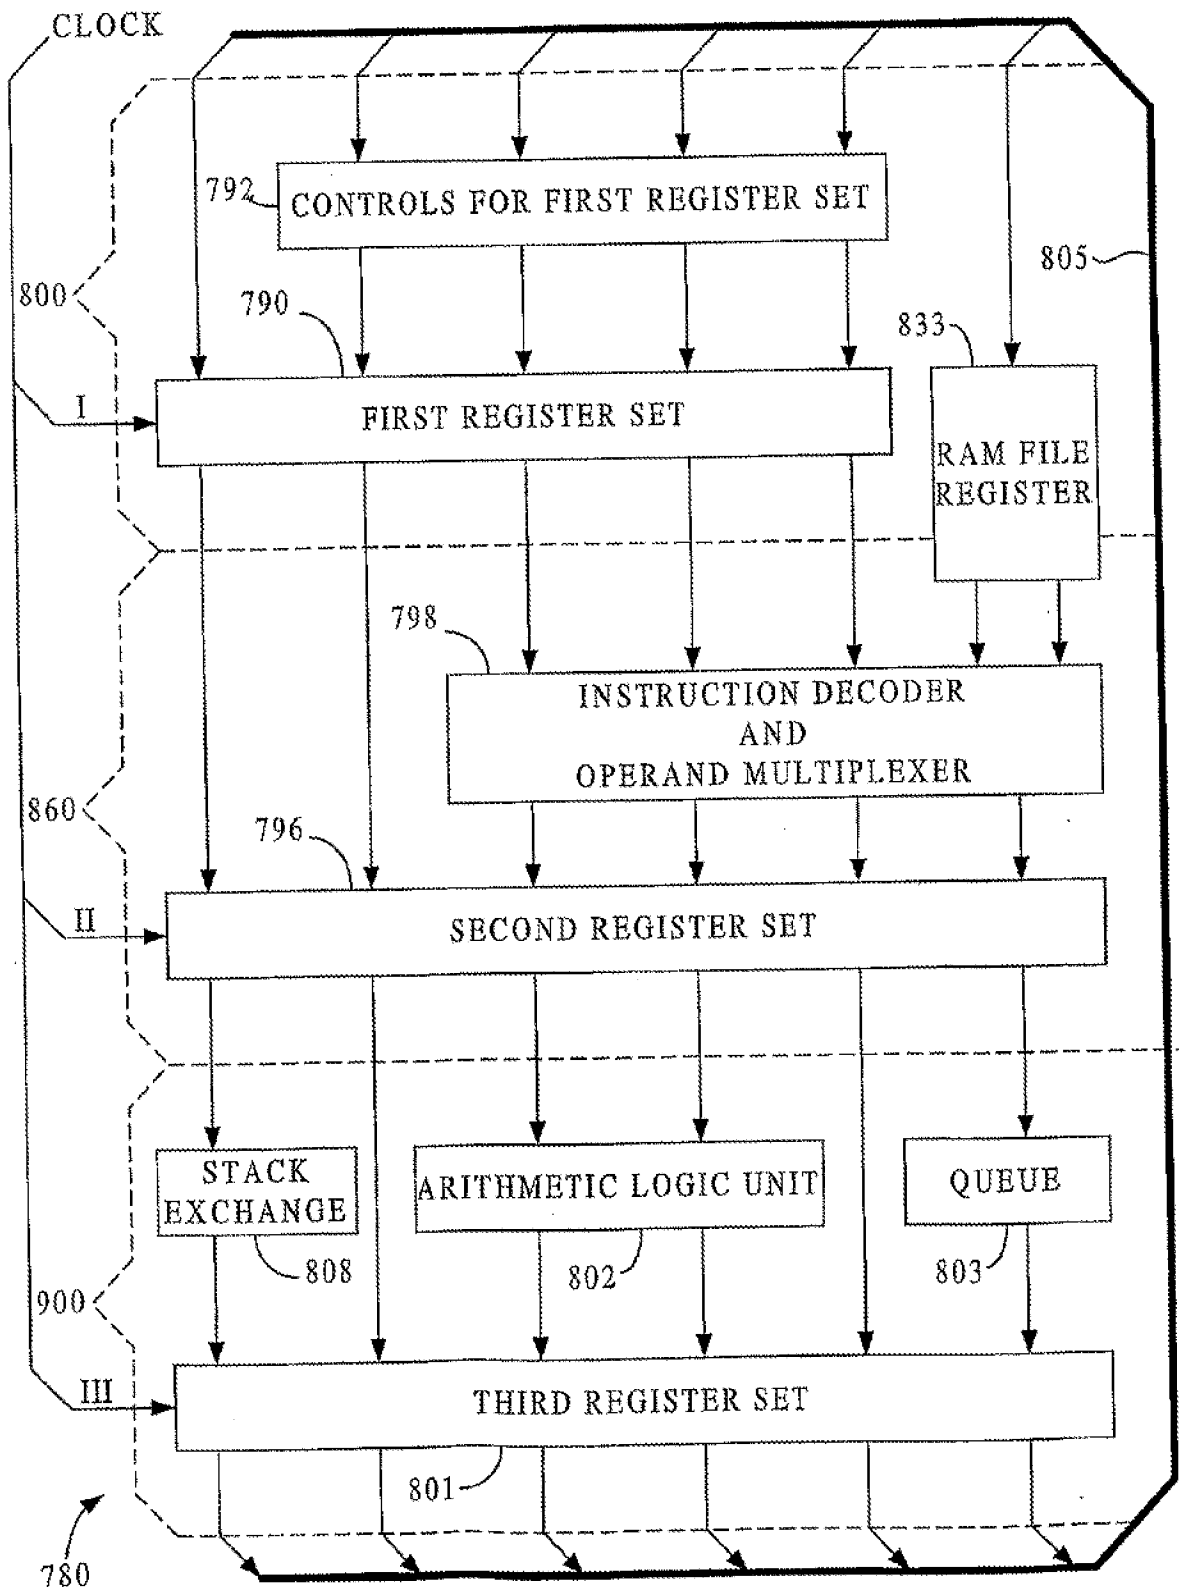 CLOCK
792
CONTROLS FOR FIRST REGISTER SET
805
800
790
833
I
FIRST REGISTER SET
RAM FILE
REGISTER
798
INSTRUCTION DECODER
AND
OPERAND MULTIPLEXER
860
796
II
SECOND REGISTER SET
STACK
EXCHANGE
ARITHMETIC LOGIC UNIT
QUEUE
808
802
803
900
III
THIRD REGISTER SET
801
780